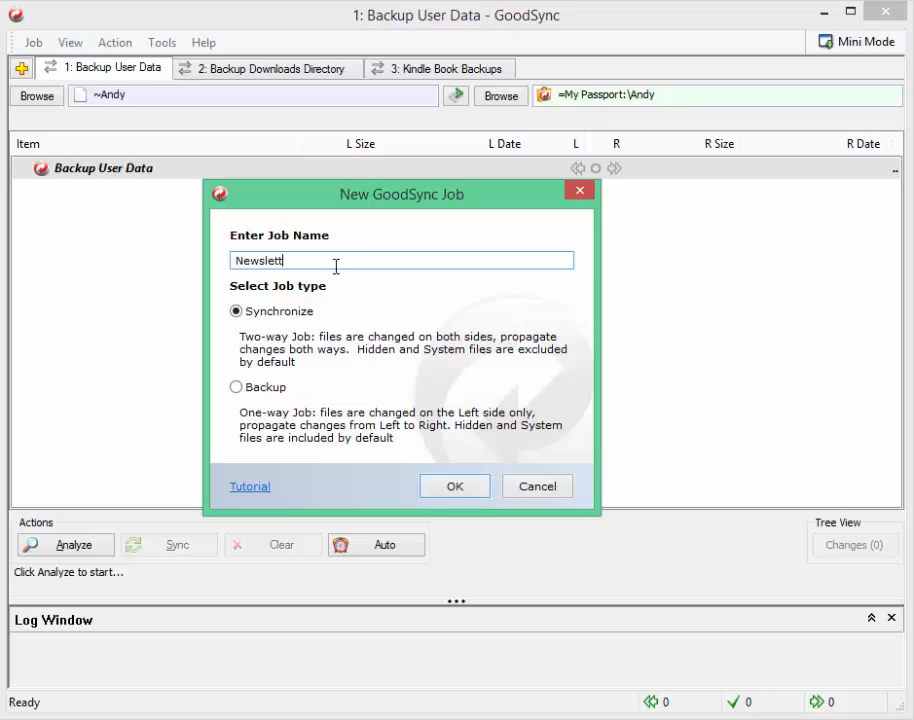 1: Backup User Data - GoodSync
Job View Action Tools Help
Mini Mode
1: Backup User Data 2: Backup Downloads Directory 3: Kindle Book Backups
Browse ~Andy Browse =My Passport:\Andy
Item L Size L Date L R R Size R Date
Backup User Data ..
New GoodSync Job
Enter Job Name
Newslett
Select Job type
Synchronize
Two-way Job: files are changed on both sides, propagate
changes both ways. Hidden and System files are excluded
by default
Backup
One-way Job: files are changed on the Left side only,
propagate changes from Left to Right. Hidden and System
files are included by default
Tutorial OK Cancel
Actions Tree View
Analyze Sync Clear Auto Changes (0)
Click Analyze to start...
Log Window
Ready 0 0 0